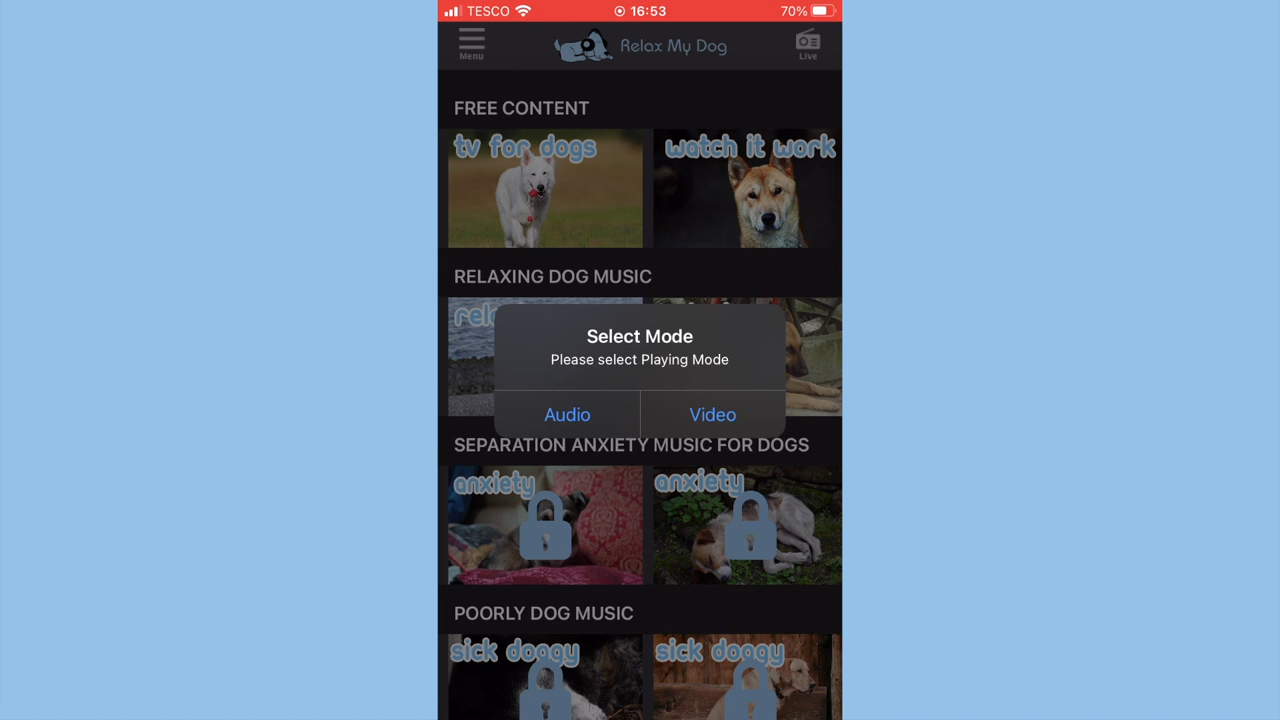 TESCO 16:53 70%
Menu Relax My Dog Live
FREE CONTENT
tv for dogs watch it work
RELAXING DOG MUSIC
Select Mode
Please select Playing Mode
Audio Video
SEPARATION ANXIETY MUSIC FOR DOGS
anxiety anxiety
POORLY DOG MUSIC
sick doggy sick doggy